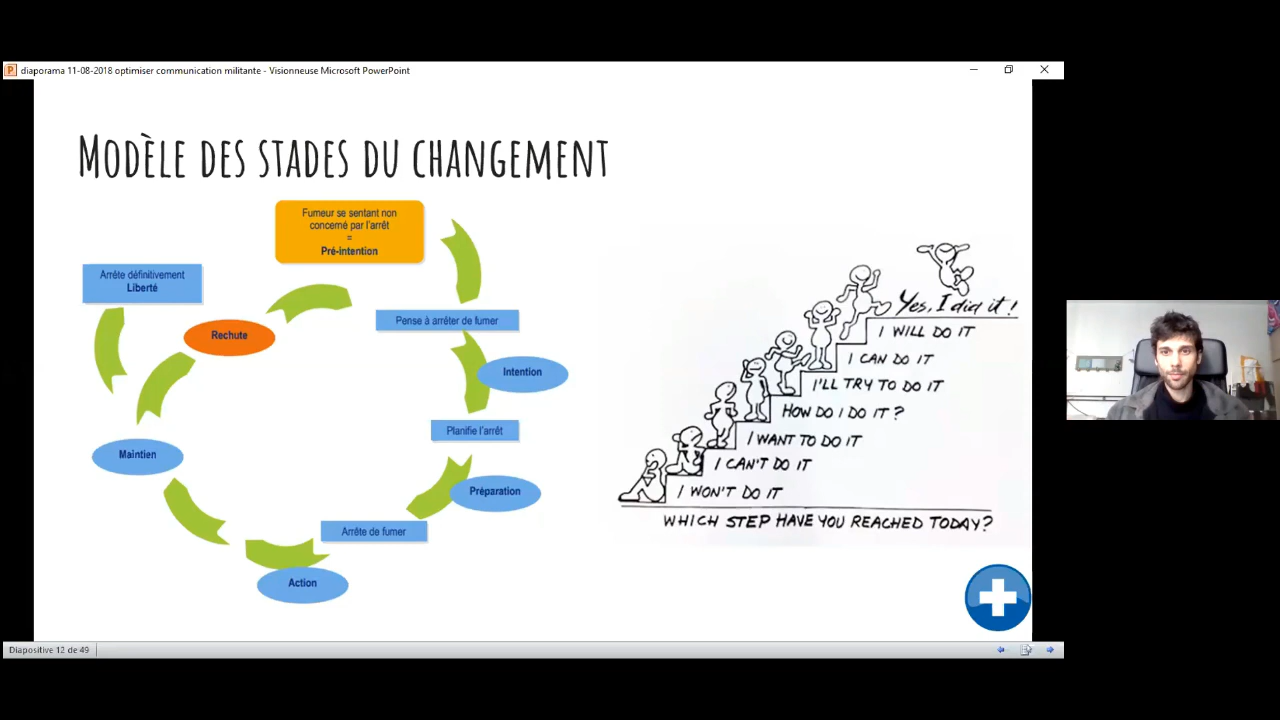 diaporama 11-08-2018 optimiser communication militante - Visionneuse Microsoft PowerPoint
Modèle des stades du changement
Fumeur se sentant non
concerné par l'arrêt
=
Pré-intention
Arrête définitivement
Liberté
Rechute
Pense à arrêter de fumer
Intention
Planifie l'arrêt
Maintien
Préparation
Arrête de fumer
Action
Yes, I did it!
I WILL DO IT
I CAN DO IT
I'LL TRY TO DO IT
HOW DO I DO IT?
I WANT TO DO IT
I CAN'T DO IT
I WON'T DO IT
WHICH STEP HAVE YOU REACHED TODAY?
Diapositive 12 de 49